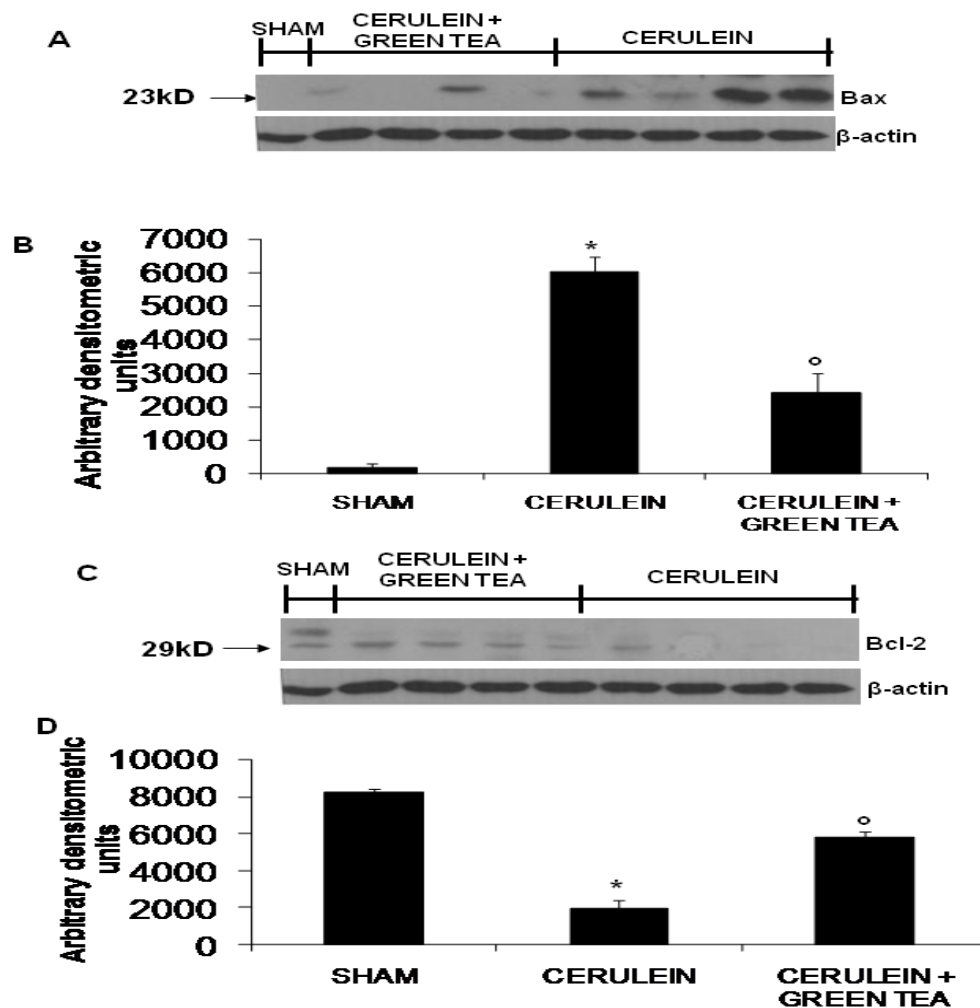 A
SHAM
CERULEIN +
GREEN TEA
CERULEIN
23kD
Bax
β-actin
B
Arbitrary densitometric
units
7000
6000
5000
4000
3000
2000
1000
0
*
°
SHAM
CERULEIN
CERULEIN +
GREEN TEA
C
SHAM
CERULEIN +
GREEN TEA
CERULEIN
29kD
Bcl-2
β-actin
D
Arbitrary densitometric
units
10000
8000
6000
4000
2000
0
*
°
SHAM
CERULEIN
CERULEIN +
GREEN TEA